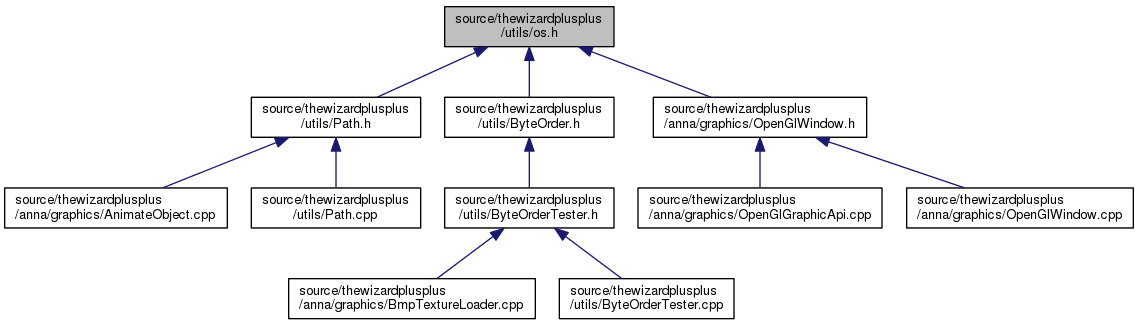 source/thewizardplusplus
/utils/os.h
source/thewizardplusplus
/utils/Path.h
source/thewizardplusplus
/utils/ByteOrder.h
source/thewizardplusplus
/anna/graphics/OpenGlWindow.h
source/thewizardplusplus
/anna/graphics/AnimateObject.cpp
source/thewizardplusplus
/utils/Path.cpp
source/thewizardplusplus
/utils/ByteOrderTester.h
source/thewizardplusplus
/anna/graphics/OpenGlGraphicApi.cpp
source/thewizardplusplus
/anna/graphics/OpenGlWindow.cpp
source/thewizardplusplus
/anna/graphics/BmpTextureLoader.cpp
source/thewizardplusplus
/utils/ByteOrderTester.cpp